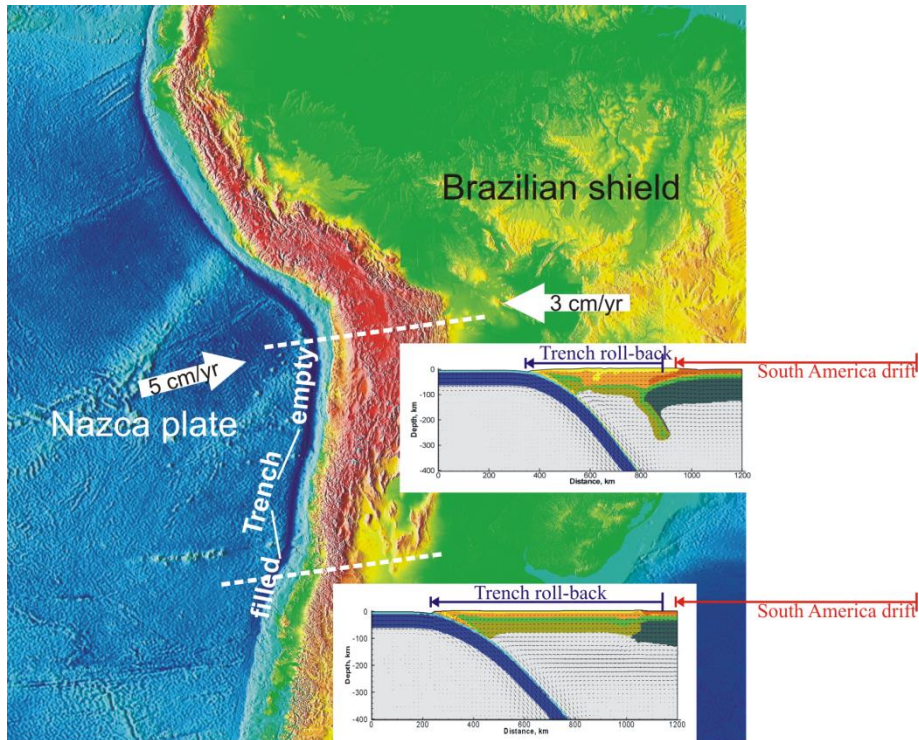 Brazilian shield
3 cm/yr
5 cm/yr
Nazca plate
empty
Trench
filled
Trench roll-back
South America drift
Depth, km
0
-100
-200
-300
-400
0 200 400 600 800 1000 1200
Distance, km
Trench roll-back
South America drift
Depth, km
0
-100
-200
-300
-400
0 200 400 600 800 1000 1200
Distance, km